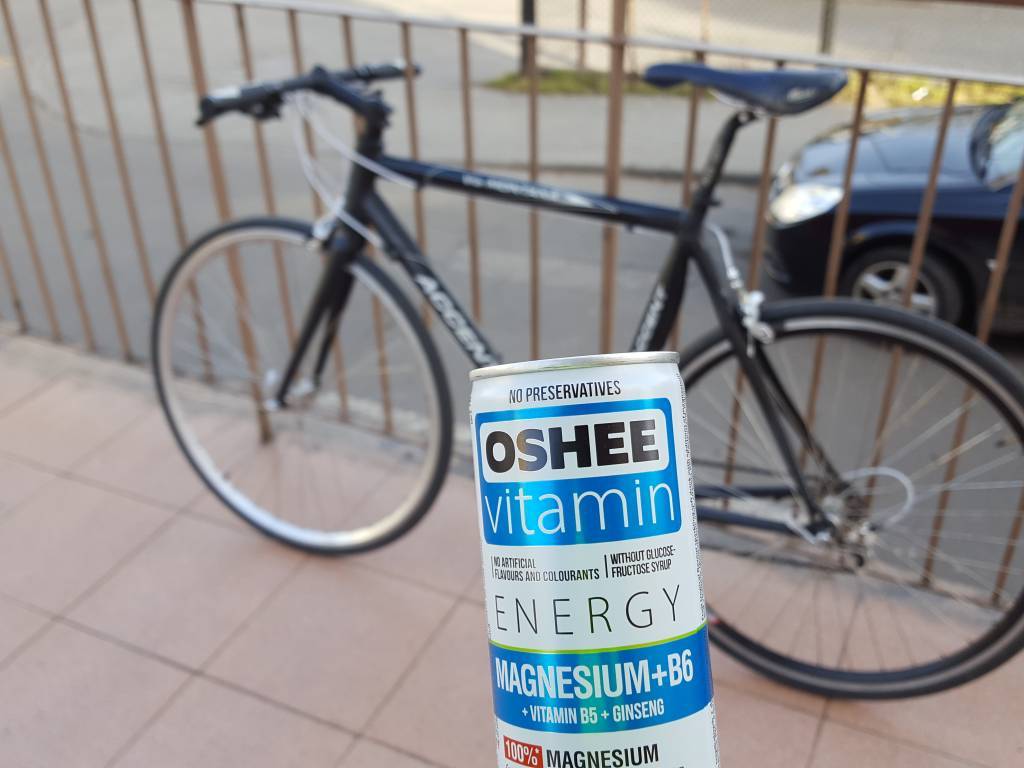 NO PRESERVATIVES
OSHEE
vitamin
NO ARTIFICIAL
FLAVOURS AND COLOURANTS
WITHOUT GLUCOSE-
FRUCTOSE SYRUP
ENERGY
MAGNESIUM+B6
+ VITAMIN B5 + GINSENG
100%* MAGNESIUM
ACCENT